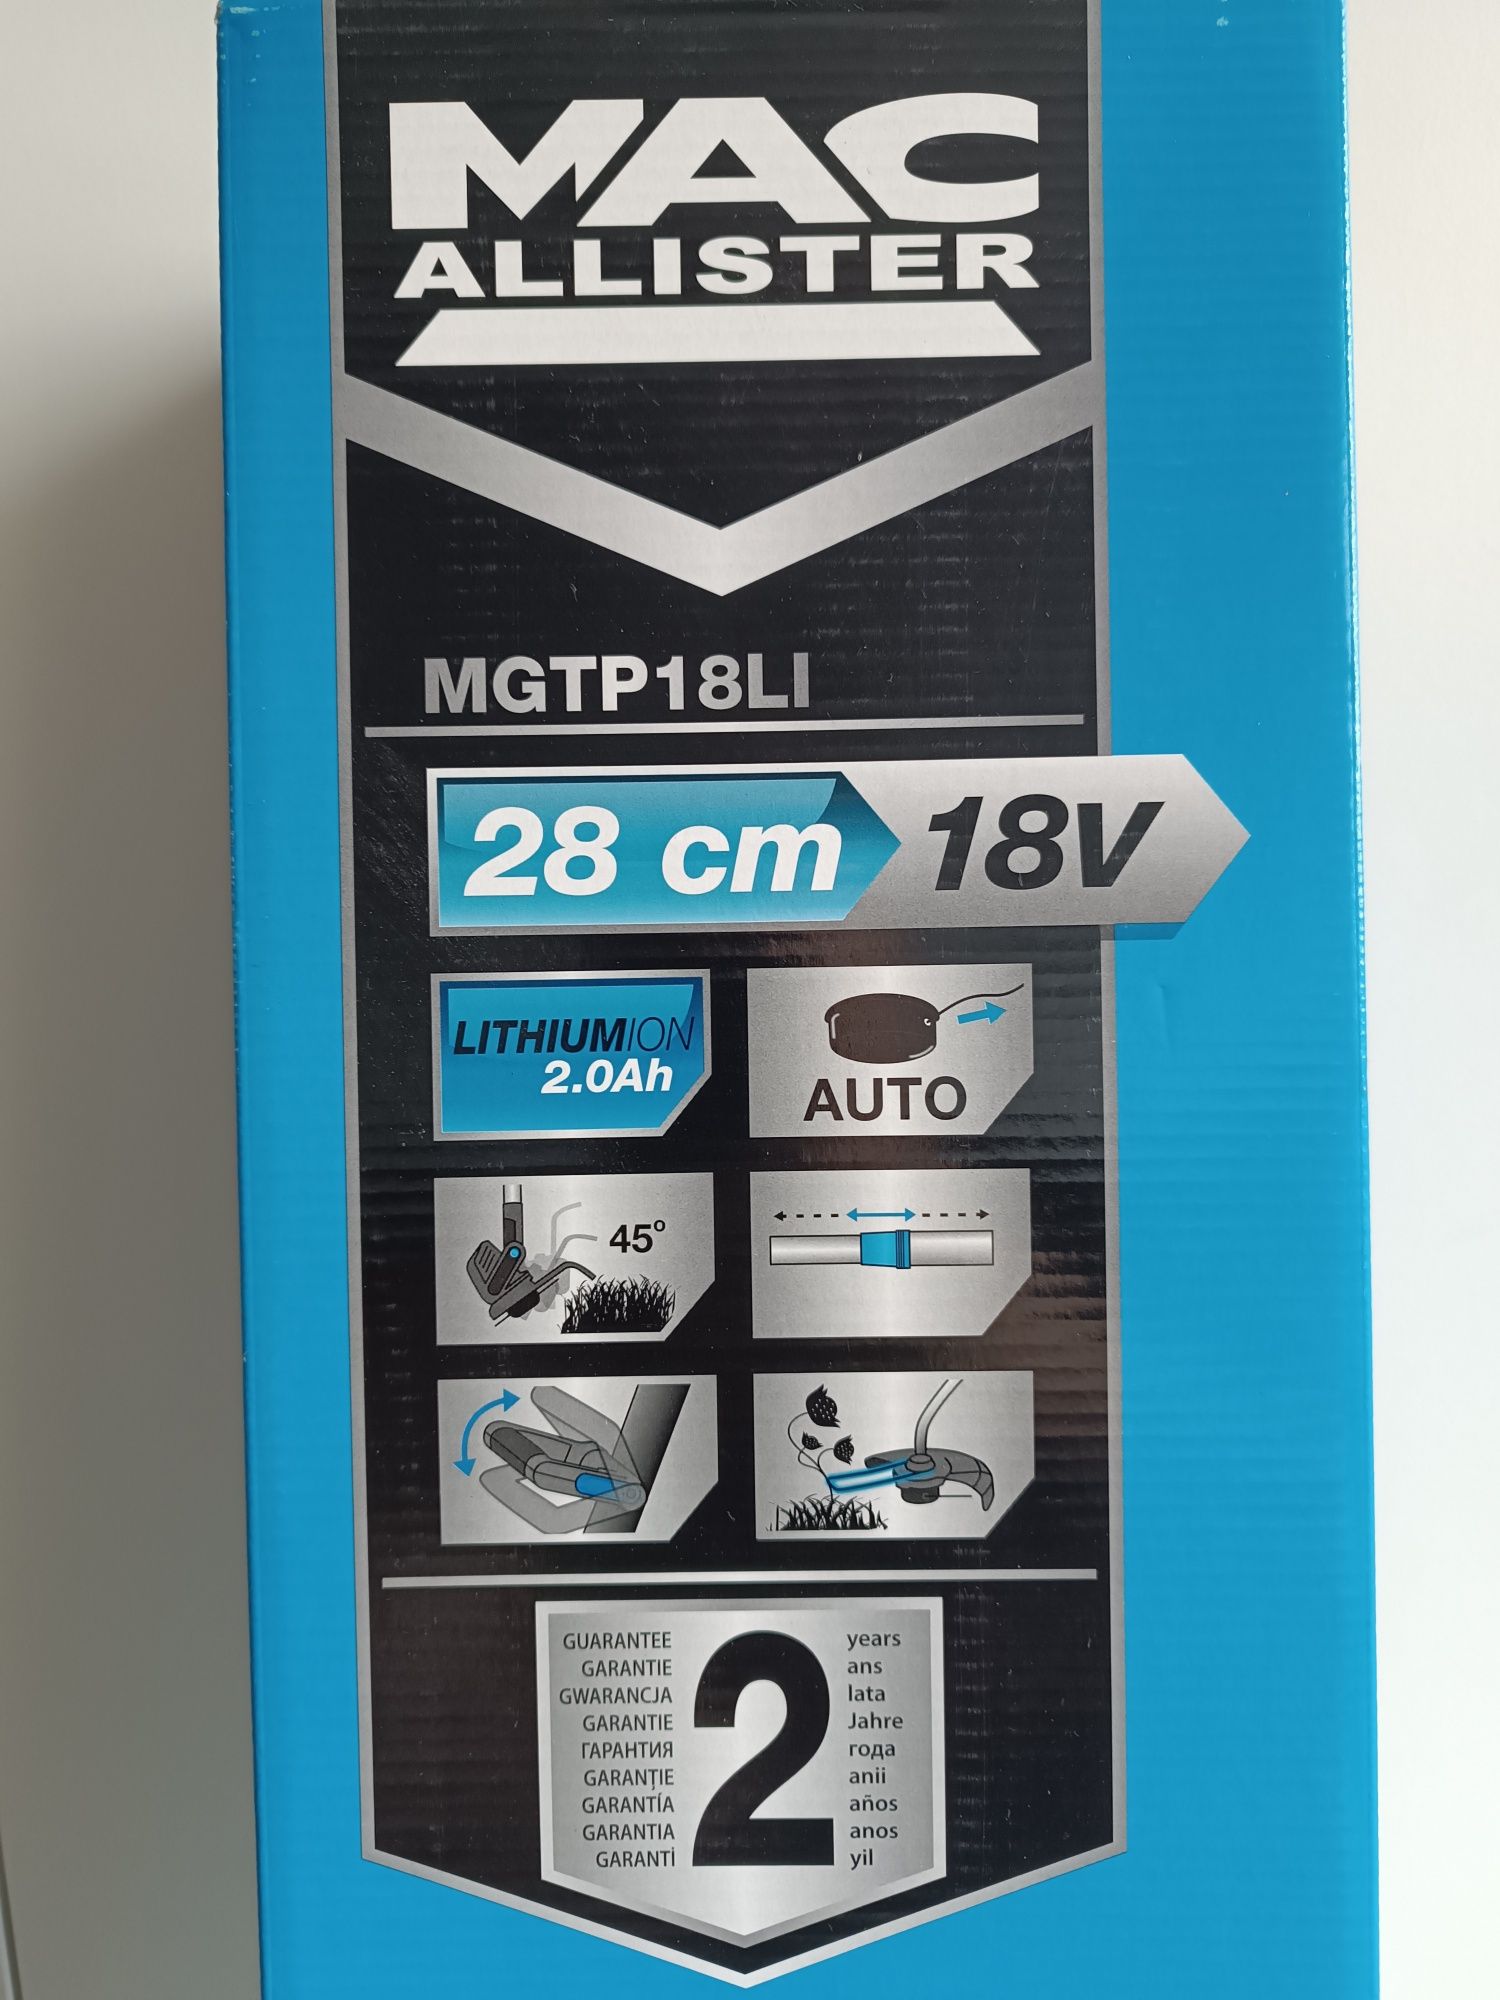 MAC
ALLISTER
MGTP18LI
28 cm 18V
LITHIUMION
2.0Ah
AUTO
45°
2
GUARANTEE years
GARANTIE ans
GWARANCJA lata
GARANTIE Jahre
ГАРАНТИЯ года
GARANȚIE anii
GARANTÍA años
GARANTIA anos
GARANTİ yil